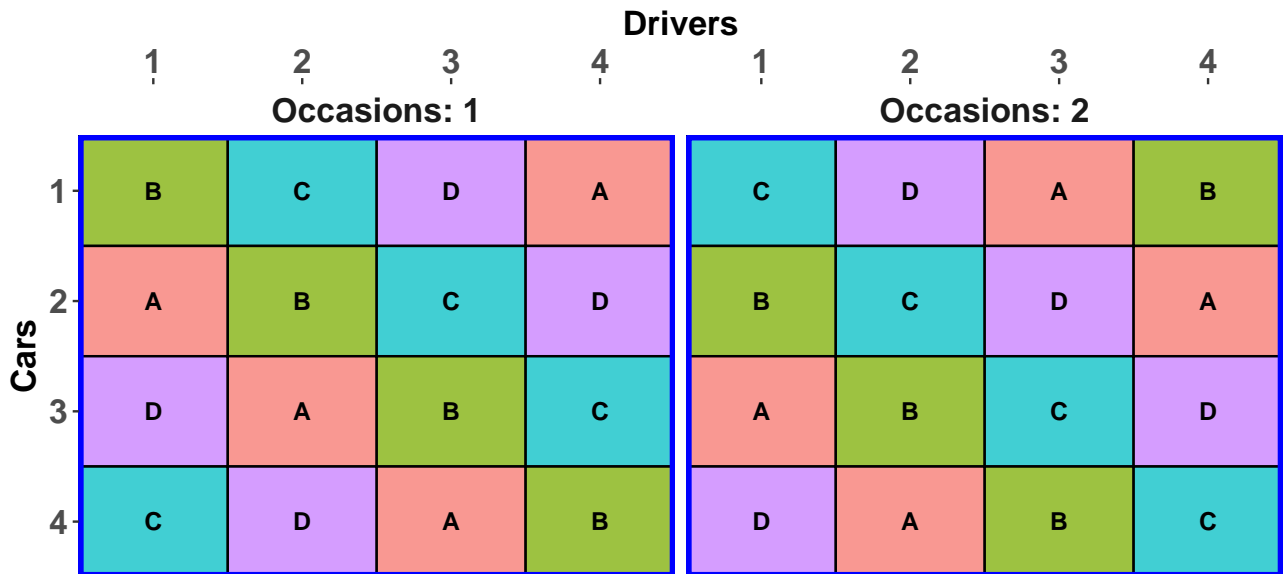 Drivers
1 2 3 4 1 2 3 4
Occasions: 1 Occasions: 2
Cars
1 B C D A C D A B
2 A B C D B C D A
3 D A B C A B C D
4 C D A B D A B C